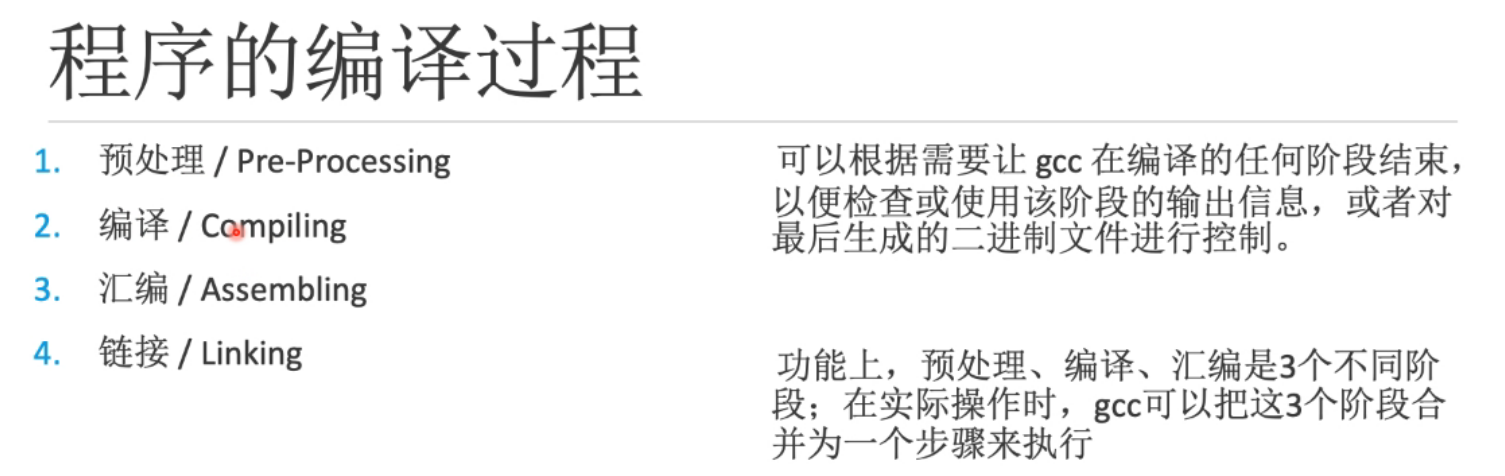 程序的编译过程
1. 预处理 / Pre-Processing
2. 编译 / Compiling
3. 汇编 / Assembling
4. 链接 / Linking
可以根据需要让 gcc 在编译的任何阶段结束，
以便检查或使用该阶段的输出信息，或者对
最后生成的二进制文件进行控制。
功能上，预处理、编译、汇编是3个不同阶
段；在实际操作时，gcc可以把这3个阶段合
并为一个步骤来执行